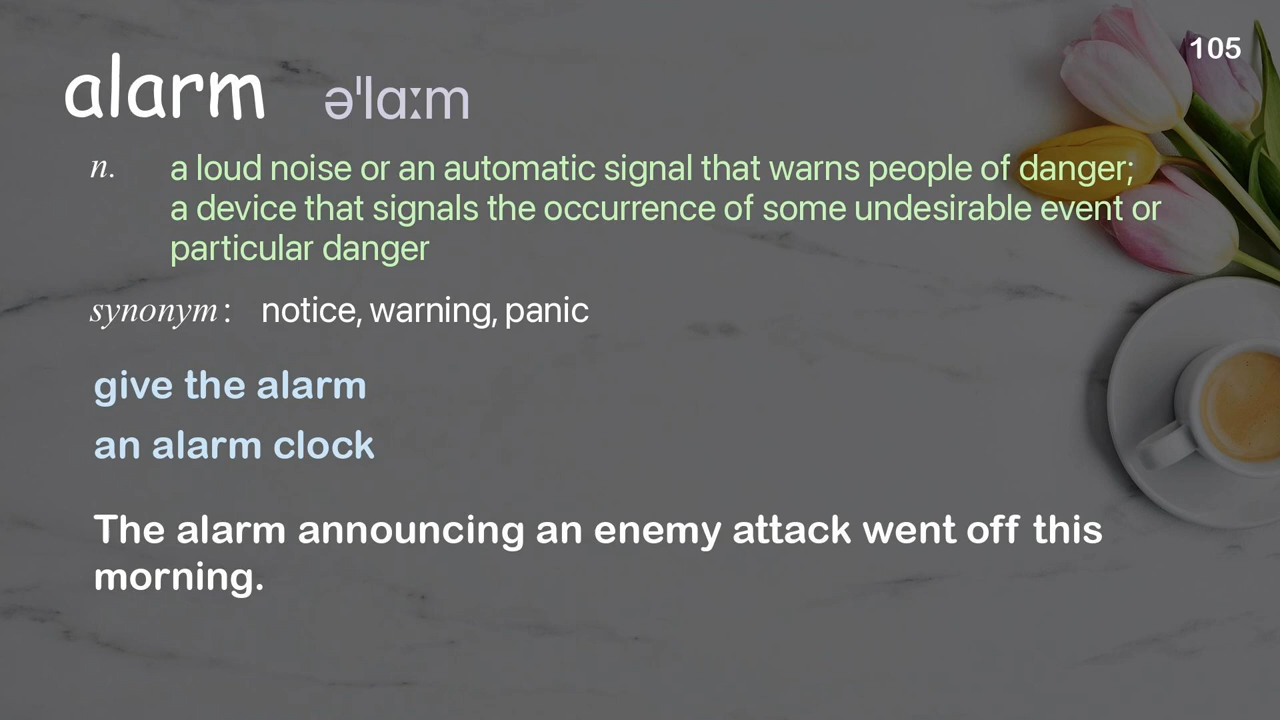 105
alarm əˈlɑːm
n. a loud noise or an automatic signal that warns people of danger;
a device that signals the occurrence of some undesirable event or
particular danger
synonym: notice, warning, panic
give the alarm
an alarm clock
The alarm announcing an enemy attack went off this
morning.